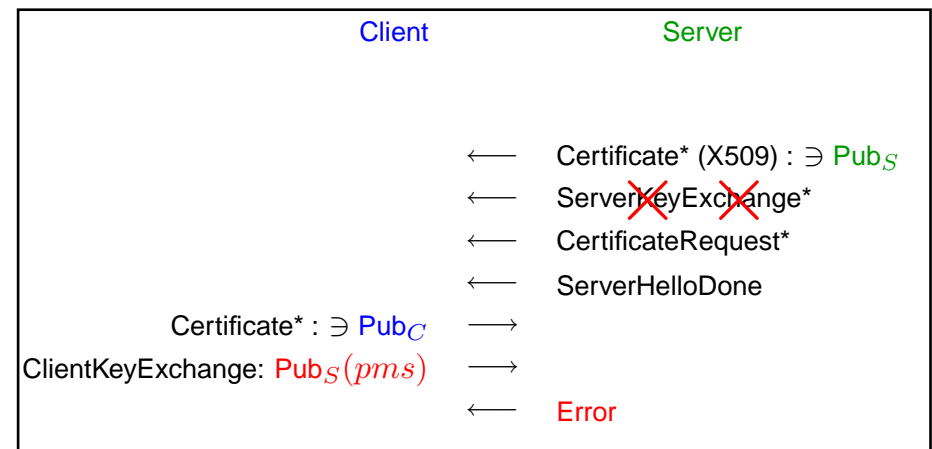 Client Server
⟵ Certificate* (X509) : ∋ Pub_S
⟵ ServerKeyExchange*
⟵ CertificateRequest*
⟵ ServerHelloDone
Certificate* : ∋ Pub_C ⟶
ClientKeyExchange: Pub_S(pms) ⟶
⟵ Error